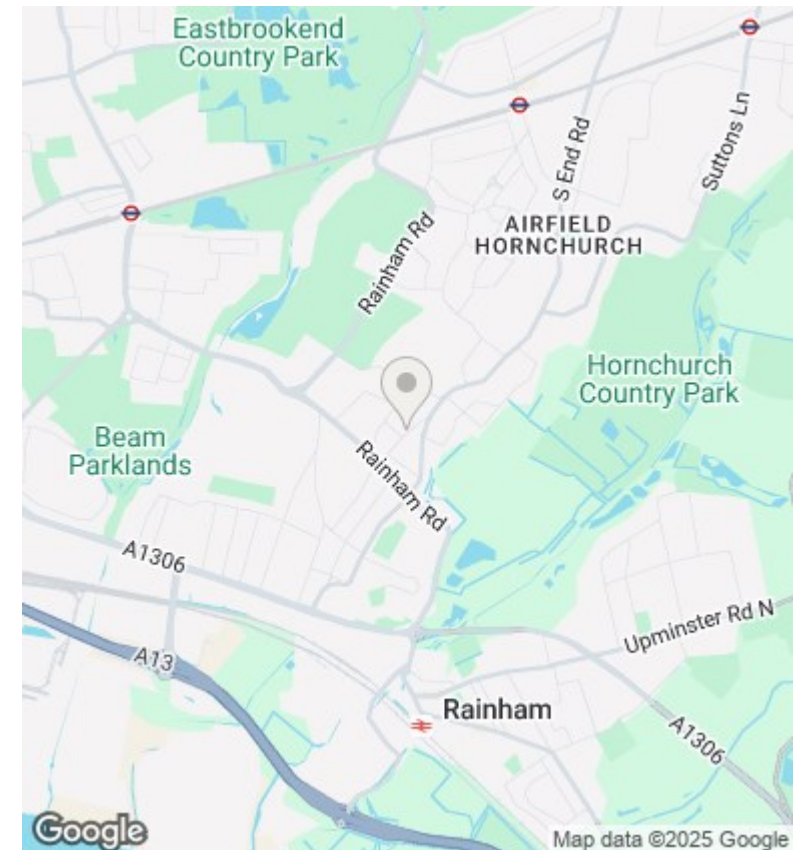 Eastbrookend
Country Park
S End Rd
Suttons Ln
Rainham Rd
AIRFIELD
HORNCHURCH
Hornchurch
Country Park
Beam
Parklands
Rainham Rd
A1306
Upminster Rd N
A13
Rainham
A1306
Google
Map data ©2025 Google